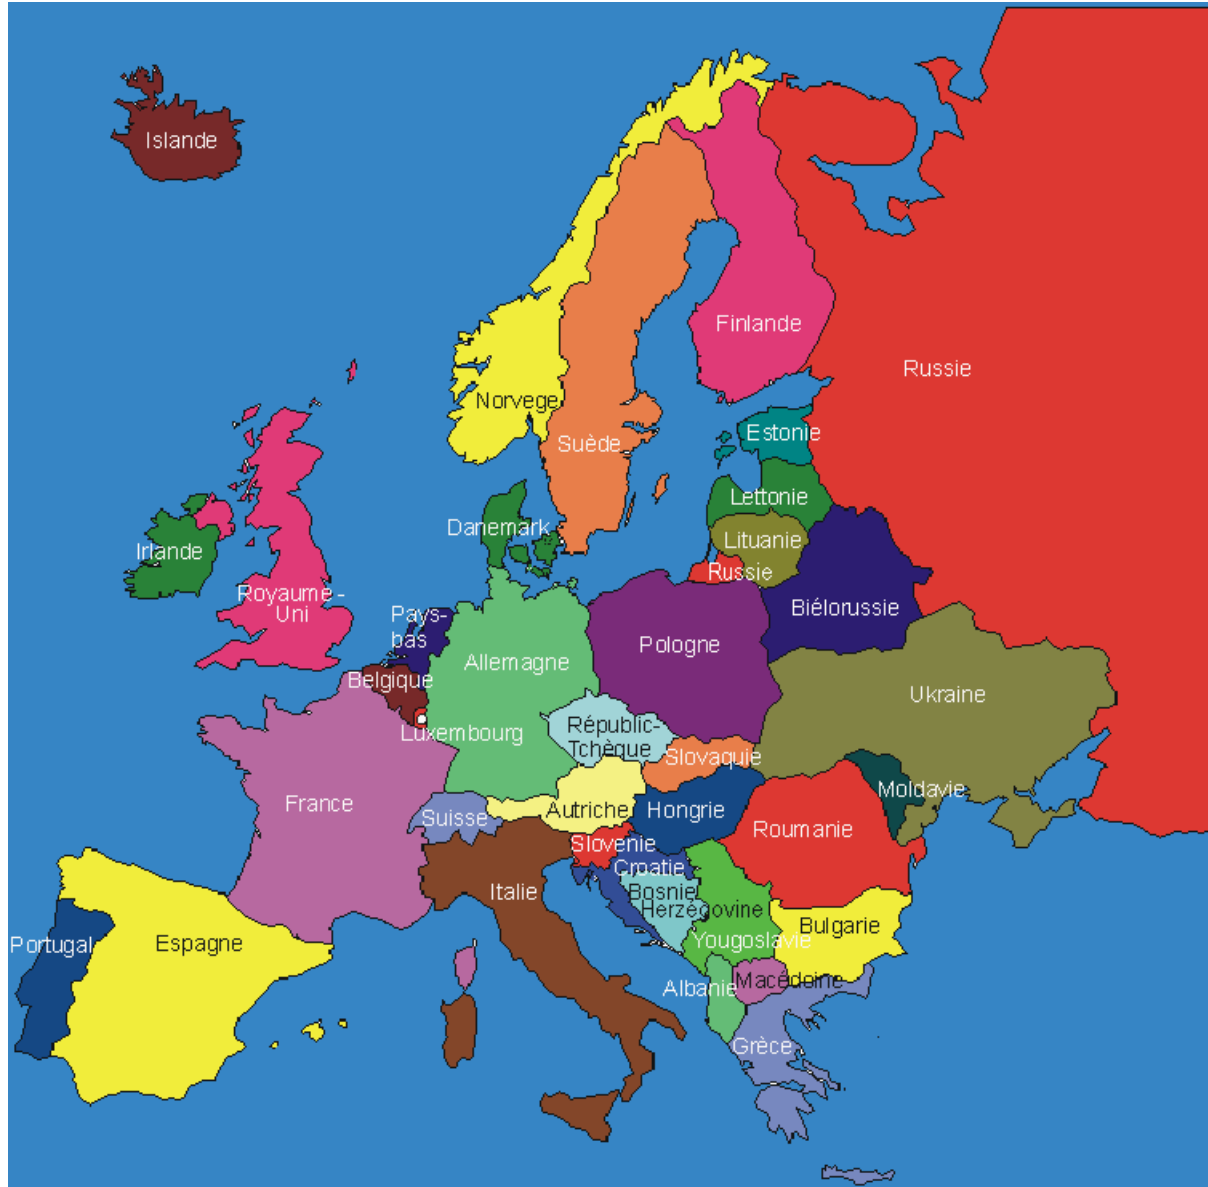 Islande
Finlande
Russie
Norvege
Suède
Estonie
Lettonie
Danemark
Lituanie
Irlande
Russie
Royaume-
Uni
Biélorussie
Pays-
bas
Pologne
Allemagne
Belgique
Ukraine
Républic-
Tchèque
Luxembourg
Slovaquie
Moldavie
France
Autriche
Hongrie
Suisse
Roumanie
Slovenie
Croatie
Italie
Bosnie
Herzégovine
Bulgarie
Portugal
Espagne
Yougoslavie
Macédoine
Albanie
Grèce